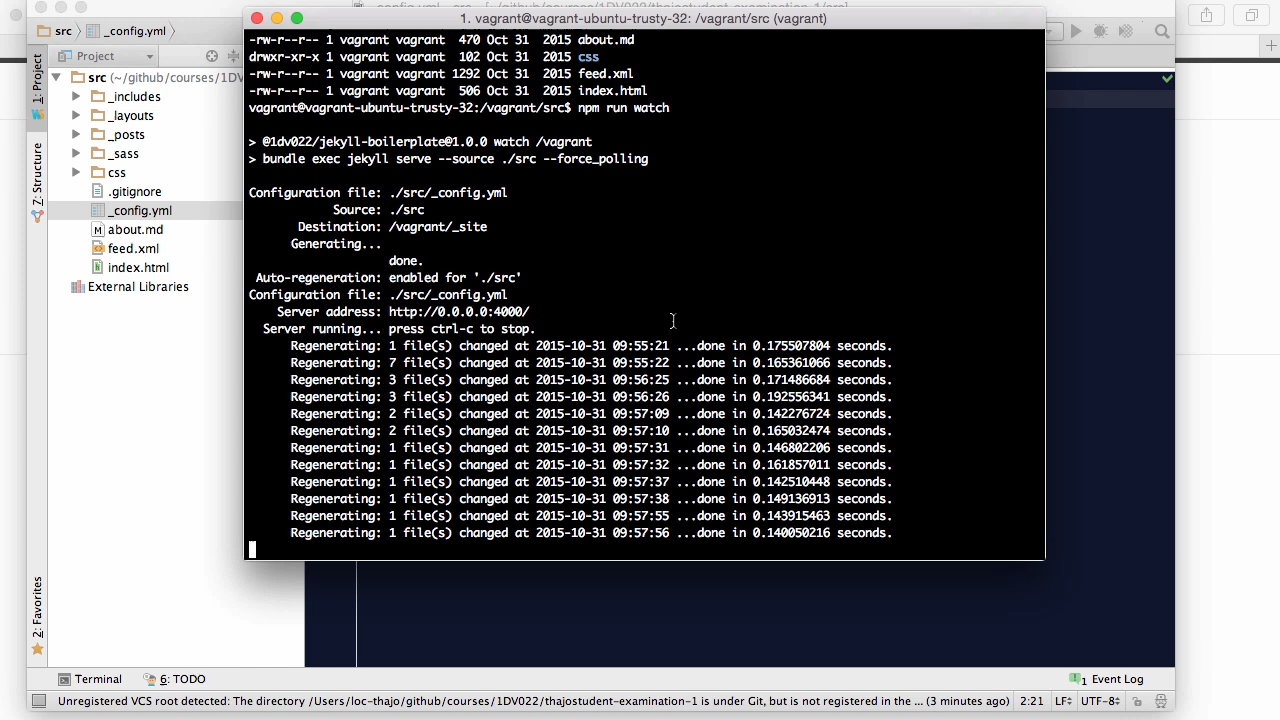 1. vagrant@vagrant-ubuntu-trusty-32: /vagrant/src (vagrant)
src
_config.yml
Project
src (~/github/courses/1DV
_includes
_layouts
_posts
_sass
css
.gitignore
_config.yml
about.md
feed.xml
index.html
External Libraries
1: Project
7: Structure
2: Favorites
-rw-r--r-- 1 vagrant vagrant  470 Oct 31  2015 about.md
drwxr-xr-x 1 vagrant vagrant  102 Oct 31  2015 css
-rw-r--r-- 1 vagrant vagrant 1292 Oct 31  2015 feed.xml
-rw-r--r-- 1 vagrant vagrant  506 Oct 31  2015 index.html
vagrant@vagrant-ubuntu-trusty-32:/vagrant/src$ npm run watch
> @1dv022/jekyll-boilerplate@1.0.0 watch /vagrant
> bundle exec jekyll serve --source ./src --force_polling
Configuration file: ./src/_config.yml
Source: ./src
Destination: /vagrant/_site
Generating...
done.
Auto-regeneration: enabled for './src'
Configuration file: ./src/_config.yml
Server address: http://0.0.0.0:4000/
Server running... press ctrl-c to stop.
Regenerating: 1 file(s) changed at 2015-10-31 09:55:21 ...done in 0.175507804 seconds.
Regenerating: 7 file(s) changed at 2015-10-31 09:55:22 ...done in 0.165361066 seconds.
Regenerating: 3 file(s) changed at 2015-10-31 09:56:25 ...done in 0.171486684 seconds.
Regenerating: 3 file(s) changed at 2015-10-31 09:56:26 ...done in 0.192556341 seconds.
Regenerating: 2 file(s) changed at 2015-10-31 09:57:09 ...done in 0.142276724 seconds.
Regenerating: 2 file(s) changed at 2015-10-31 09:57:10 ...done in 0.165032474 seconds.
Regenerating: 1 file(s) changed at 2015-10-31 09:57:31 ...done in 0.146802206 seconds.
Regenerating: 1 file(s) changed at 2015-10-31 09:57:32 ...done in 0.161857011 seconds.
Regenerating: 1 file(s) changed at 2015-10-31 09:57:37 ...done in 0.142510448 seconds.
Regenerating: 1 file(s) changed at 2015-10-31 09:57:38 ...done in 0.149136913 seconds.
Regenerating: 1 file(s) changed at 2015-10-31 09:57:55 ...done in 0.143915463 seconds.
Regenerating: 1 file(s) changed at 2015-10-31 09:57:56 ...done in 0.140050216 seconds.
Terminal
6: TODO
1 Event Log
Unregistered VCS root detected: The directory /Users/loc-thajo/github/courses/1DV022/thajostudent-examination-1 is under Git, but is not registered in the ... (3 minutes ago)
2:21
LF
UTF-8